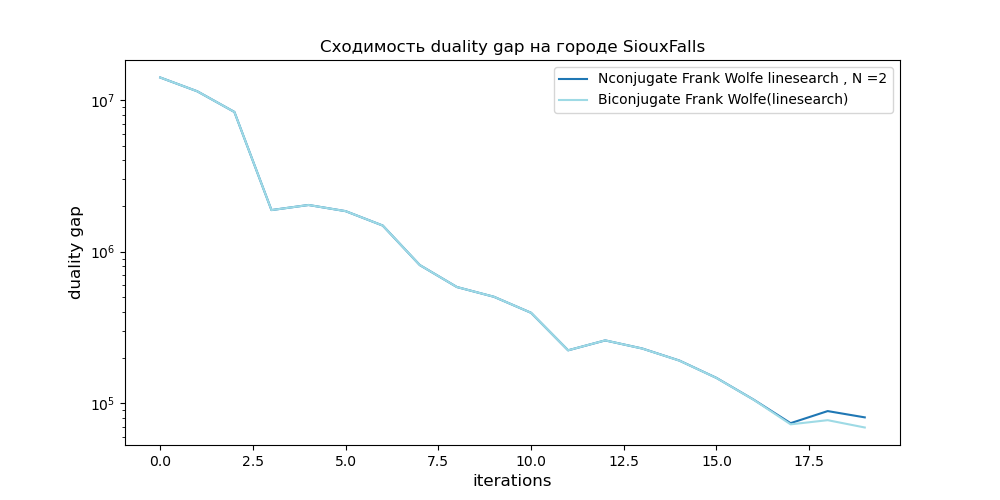 Сходимость duality gap на городе SiouxFalls
Nconjugate Frank Wolfe linesearch , N =2
Biconjugate Frank Wolfe(linesearch)
duality gap
10^7
10^6
10^5
0.0 2.5 5.0 7.5 10.0 12.5 15.0 17.5
iterations